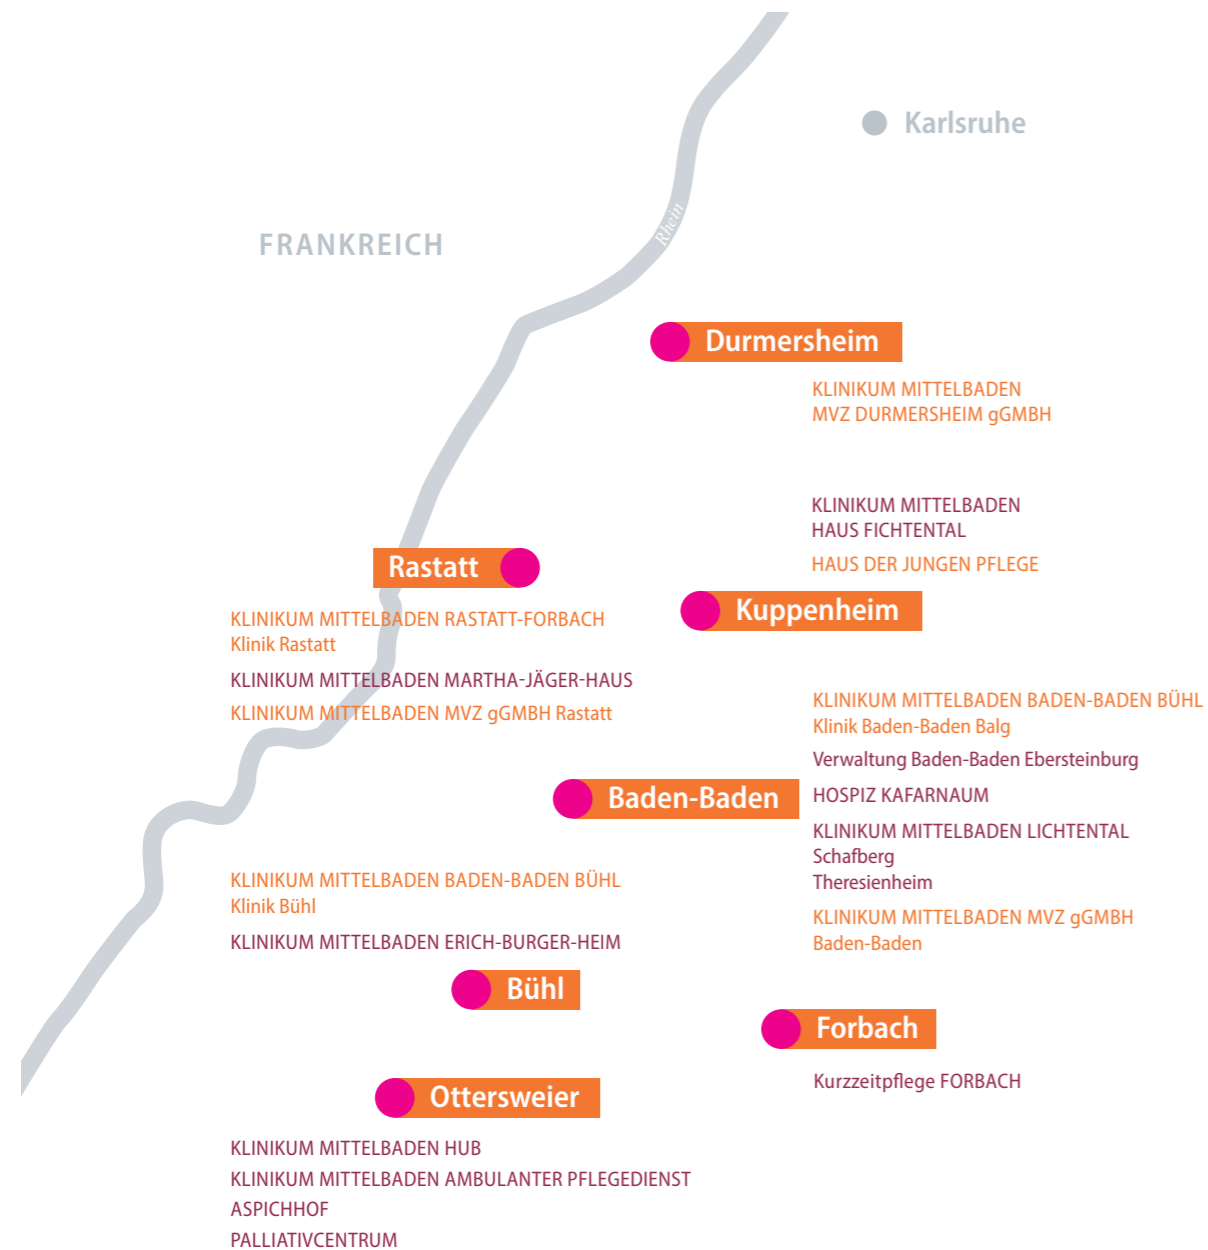 Karlsruhe
Rhein
FRANKREICH
Durmersheim
KLINIKUM MITTELBADEN
MVZ DURMERSHEIM gGMBH
KLINIKUM MITTELBADEN
HAUS FICHTENTAL
HAUS DER JUNGEN PFLEGE
Kuppenheim
Rastatt
KLINIKUM MITTELBADEN RASTATT-FORBACH
Klinik Rastatt
KLINIKUM MITTELBADEN MARTHA-JÄGER-HAUS
KLINIKUM MITTELBADEN MVZ gGMBH Rastatt
Baden-Baden
KLINIKUM MITTELBADEN BADEN-BADEN BÜHL
Klinik Baden-Baden Balg
Verwaltung Baden-Baden Ebersteinburg
HOSPIZ KAFARNAUM
KLINIKUM MITTELBADEN LICHTENTAL
Schafberg
Theresienheim
KLINIKUM MITTELBADEN MVZ gGMBH
Baden-Baden
KLINIKUM MITTELBADEN BADEN-BADEN BÜHL
Klinik Bühl
KLINIKUM MITTELBADEN ERICH-BURGER-HEIM
Bühl
Forbach
Kurzzeitpflege FORBACH
Ottersweier
KLINIKUM MITTELBADEN HUB
KLINIKUM MITTELBADEN AMBULANTER PFLEGEDIENST
ASPICHHOF
PALLIATIVCENTRUM